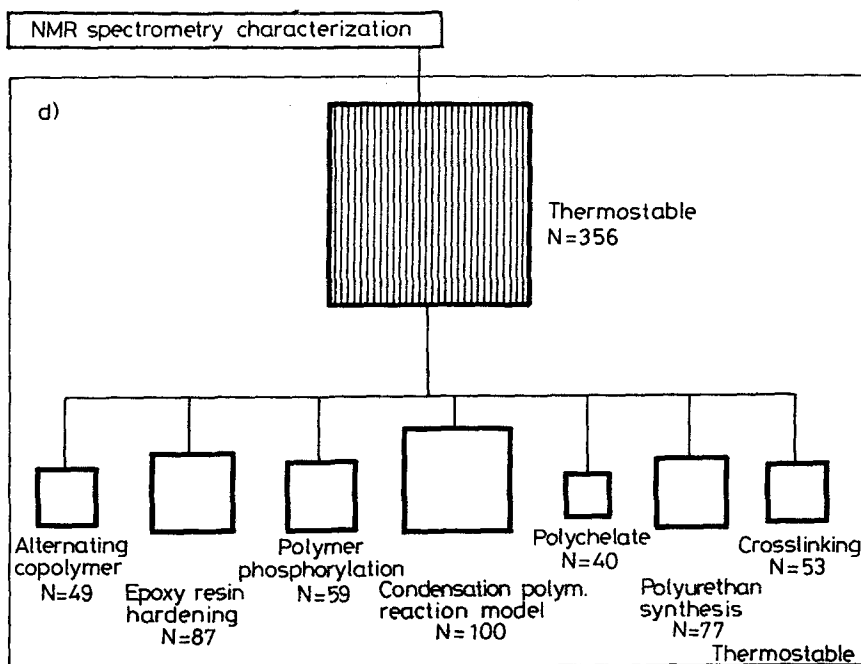 NMR spectrometry characterization
d)
Thermostable
N=356
Alternating
copolymer
N=49
Epoxy resin
hardening
N=87
Polymer
phosphorylation
N=59
Condensation polym.
reaction model
N=100
Polychelate
N=40
Polyurethan
synthesis
N=77
Crosslinking
N=53
Thermostable